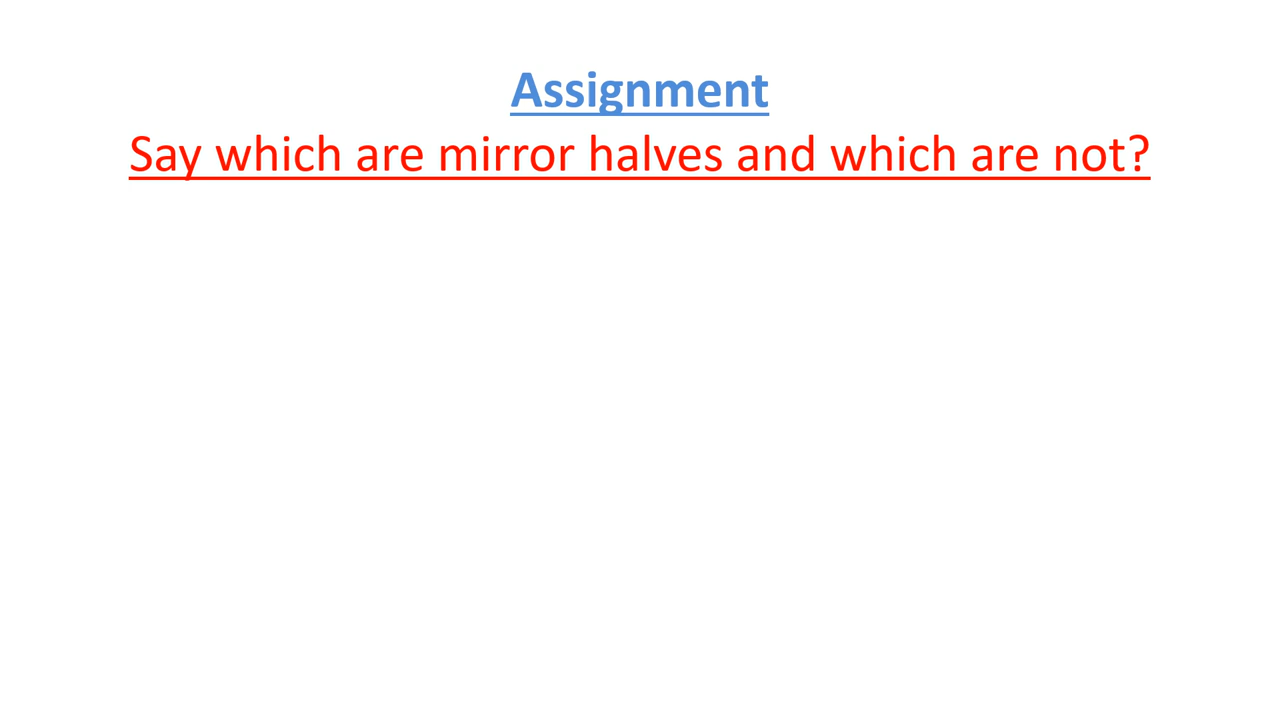 Assignment
Say which are mirror halves and which are not?